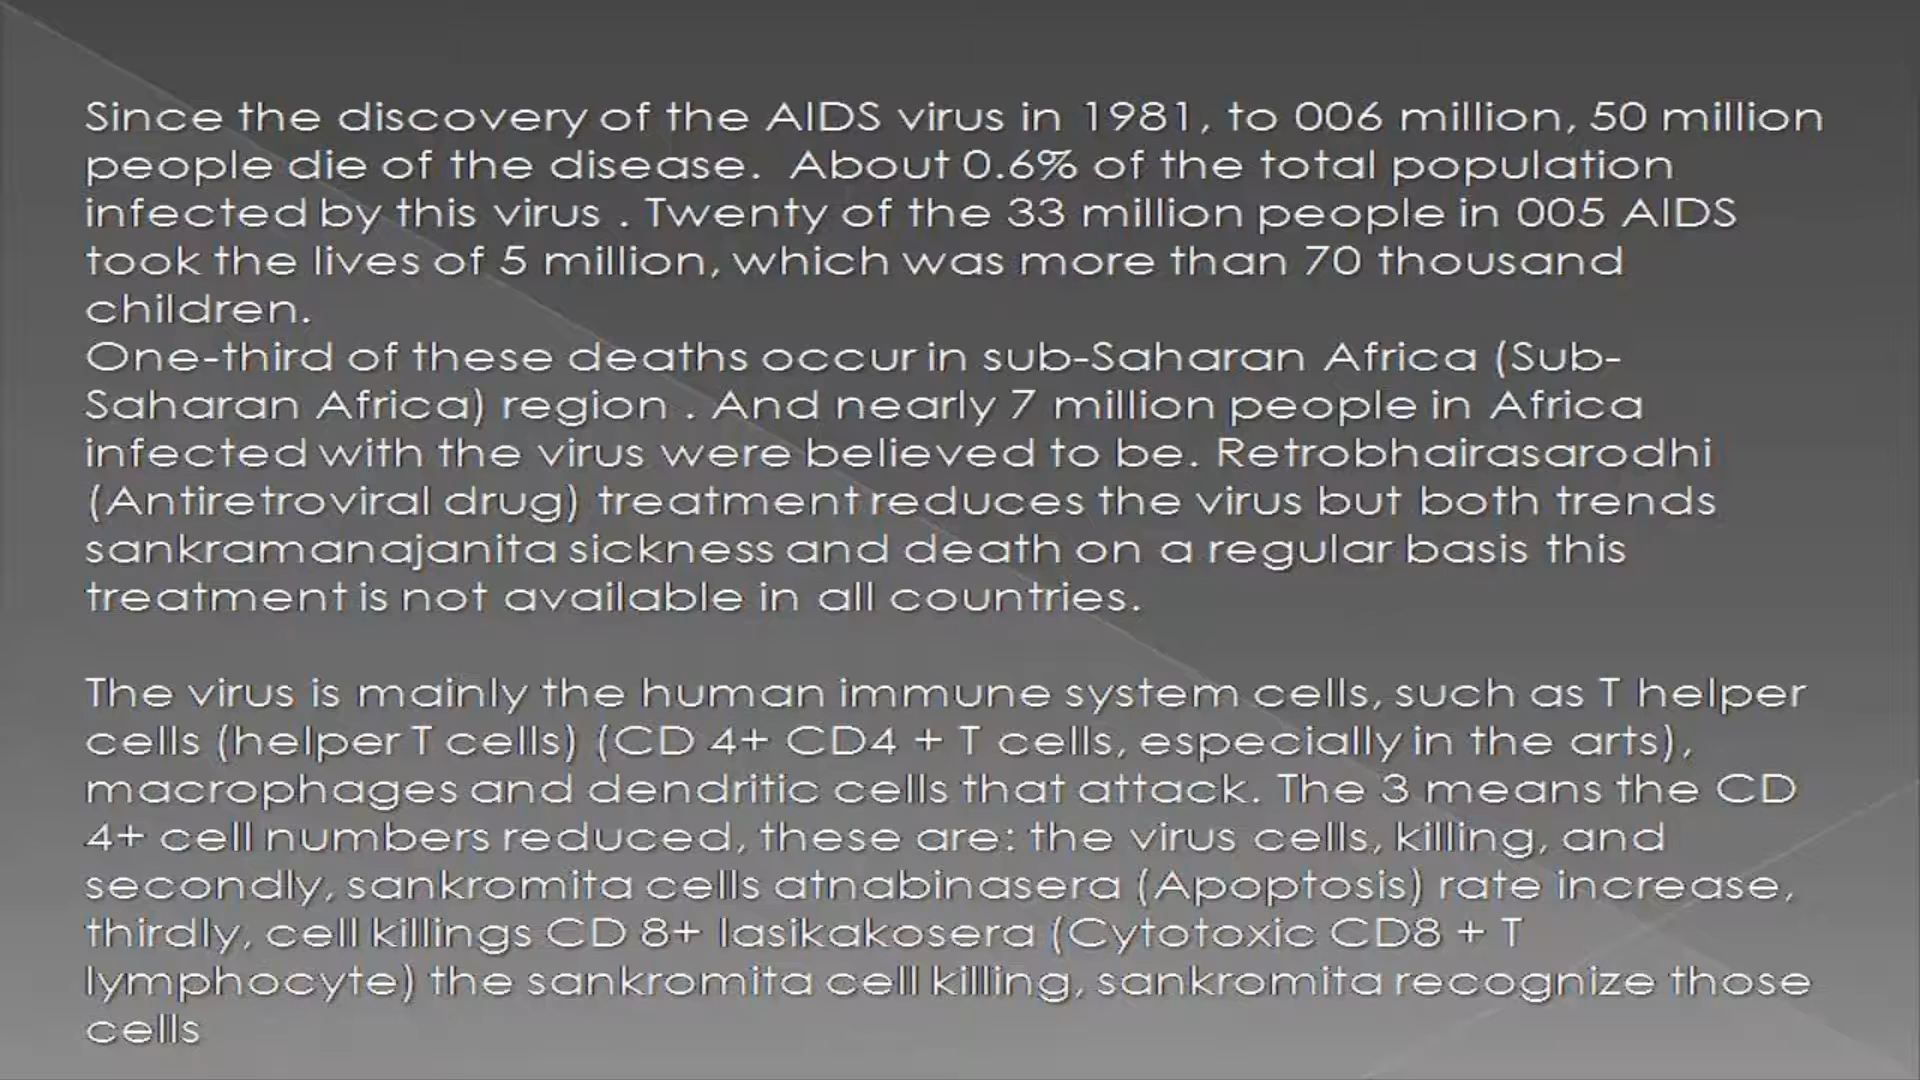 Since the discovery of the AIDS virus in 1981, to 006 million, 50 million
people die of the disease.  About 0.6% of the total population
infected by this virus . Twenty of the 33 million people in 005 AIDS
took the lives of 5 million, which was more than 70 thousand
children.
One-third of these deaths occur in sub-Saharan Africa (Sub-
Saharan Africa) region . And nearly 7 million people in Africa
infected with the virus were believed to be. Retrobhairasarodhi
(Antiretroviral drug) treatment reduces the virus but both trends
sankramanajanita sickness and death on a regular basis this
treatment is not available in all countries.
The virus is mainly the human immune system cells, such as T helper
cells (helper T cells) (CD 4+ CD4 + T cells, especially in the arts),
macrophages and dendritic cells that attack. The 3 means the CD
4+ cell numbers reduced, these are: the virus cells, killing, and
secondly, sankromita cells atnabinasera (Apoptosis) rate increase,
thirdly, cell killings CD 8+ lasikakosera (Cytotoxic CD8 + T
lymphocyte) the sankromita cell killing, sankromita recognize those
cells